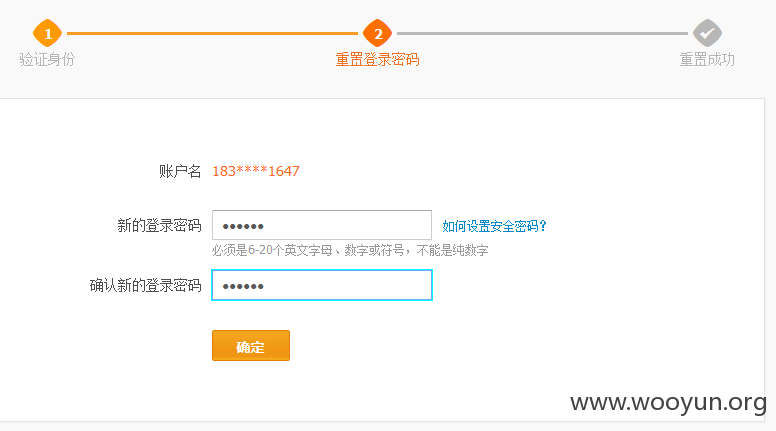 1 2
验证身份 重置登录密码 重置成功
账户名 183****1647
新的登录密码 •••••• 如何设置安全密码?
必须是6-20个英文字母、数字或符号，不能是纯数字
确认新的登录密码 ••••••
确定
www.wooyun.org